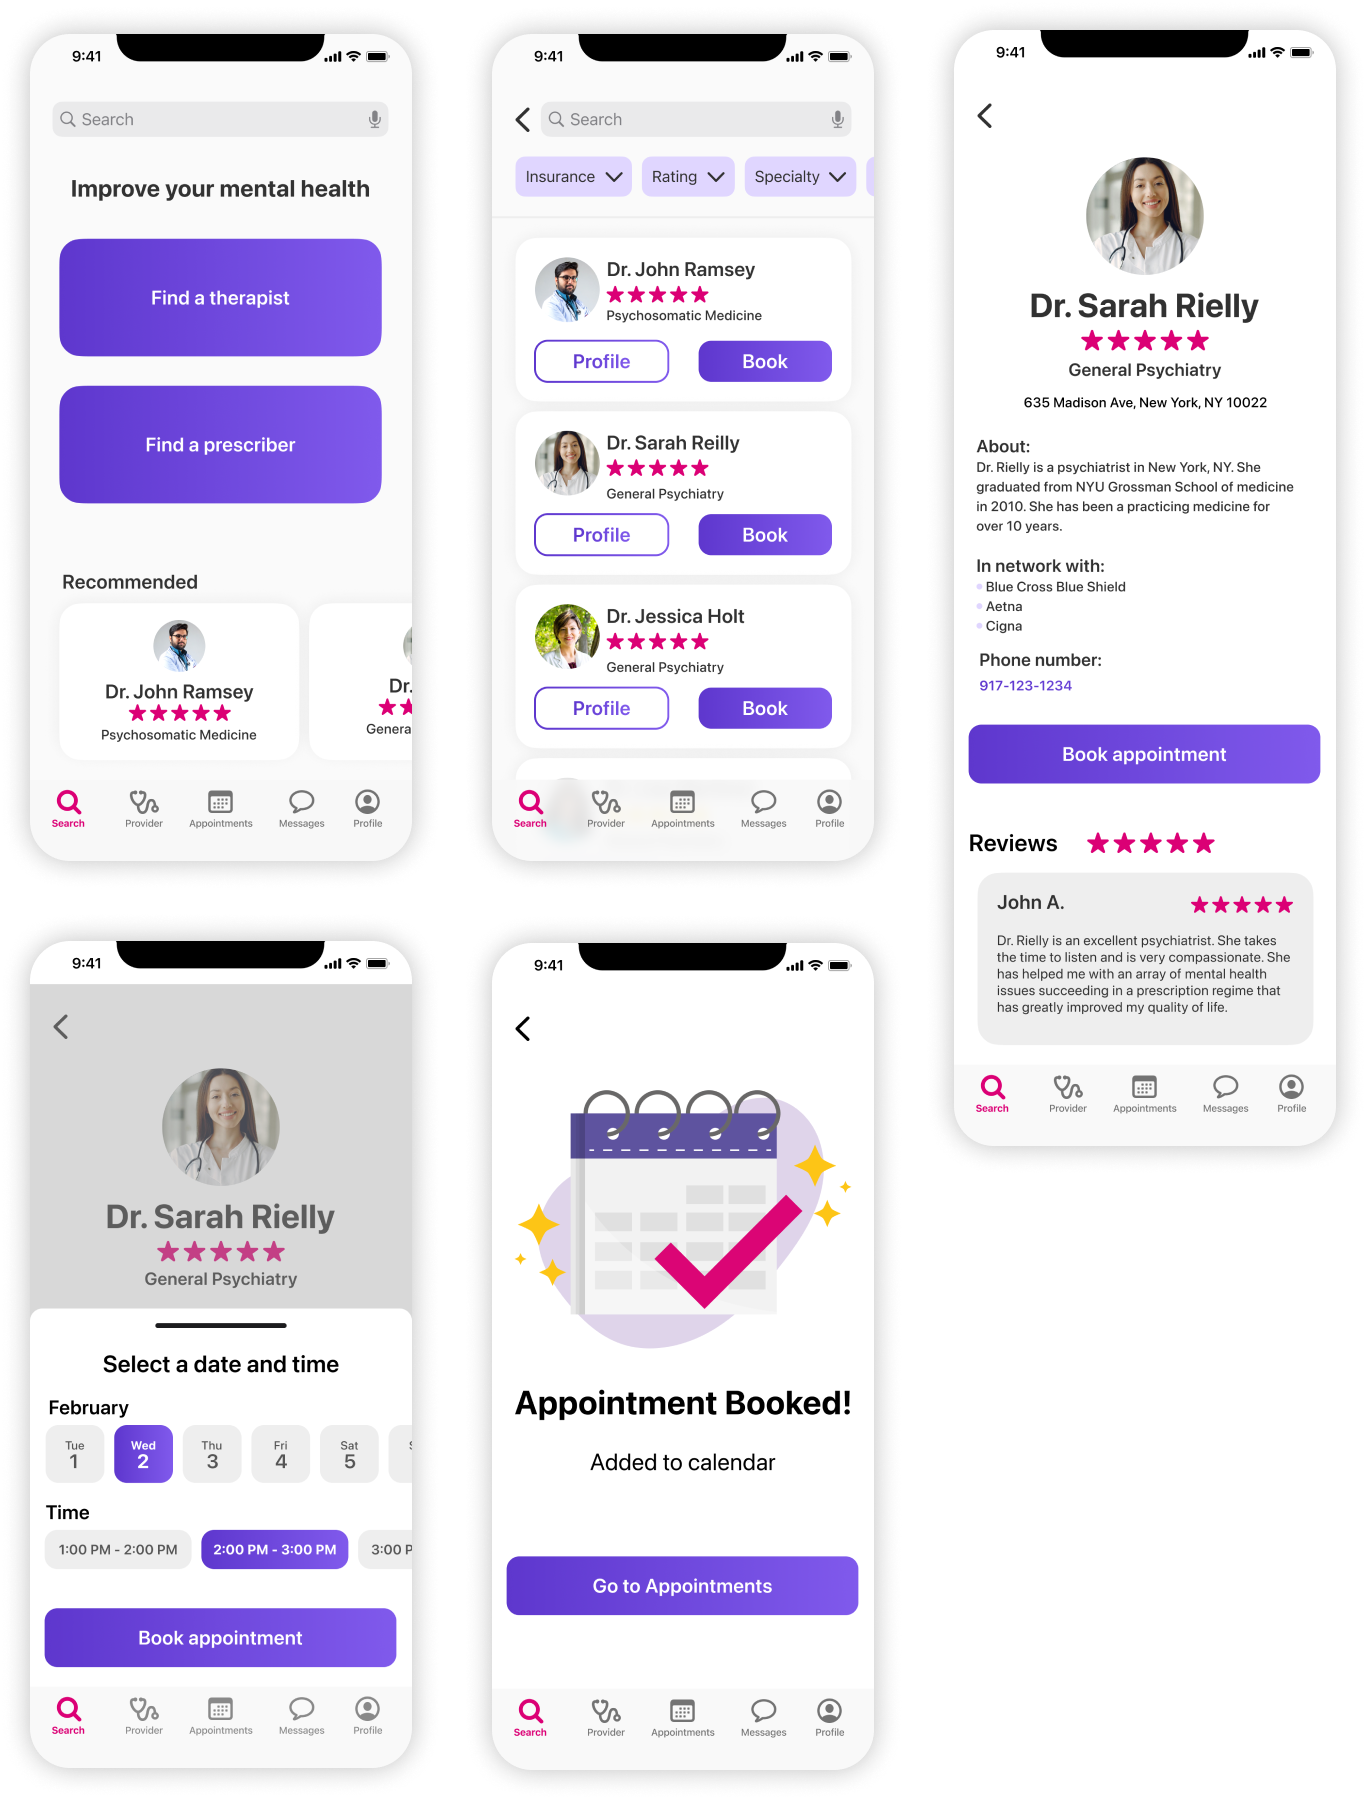 9:41
Search
Improve your mental health
Find a therapist
Find a prescriber
Recommended
Dr. John Ramsey
Psychosomatic Medicine
Dr.
Genera
Search
Provider
Appointments
Messages
Profile
9:41
Search
Insurance
Rating
Specialty
Dr. John Ramsey
Psychosomatic Medicine
Profile
Book
Dr. Sarah Reilly
General Psychiatry
Profile
Book
Dr. Jessica Holt
General Psychiatry
Profile
Book
Search
Provider
Appointments
Messages
Profile
9:41
Dr. Sarah Rielly
General Psychiatry
635 Madison Ave, New York, NY 10022
About:
Dr. Rielly is a psychiatrist in New York, NY. She
graduated from NYU Grossman School of medicine
in 2010. She has been a practicing medicine for
over 10 years.
In network with:
Blue Cross Blue Shield
Aetna
Cigna
Phone number:
917-123-1234
Book appointment
Reviews
John A.
Dr. Rielly is an excellent psychiatrist. She takes
the time to listen and is very compassionate. She
has helped me with an array of mental health
issues succeeding in a prescription regime that
has greatly improved my quality of life.
Search
Provider
Appointments
Messages
Profile
9:41
Dr. Sarah Rielly
General Psychiatry
Select a date and time
February
Tue
1
Wed
2
Thu
3
Fri
4
Sat
5
Time
1:00 PM - 2:00 PM
2:00 PM - 3:00 PM
3:00 P
Book appointment
Search
Provider
Appointments
Messages
Profile
9:41
Appointment Booked!
Added to calendar
Go to Appointments
Search
Provider
Appointments
Messages
Profile